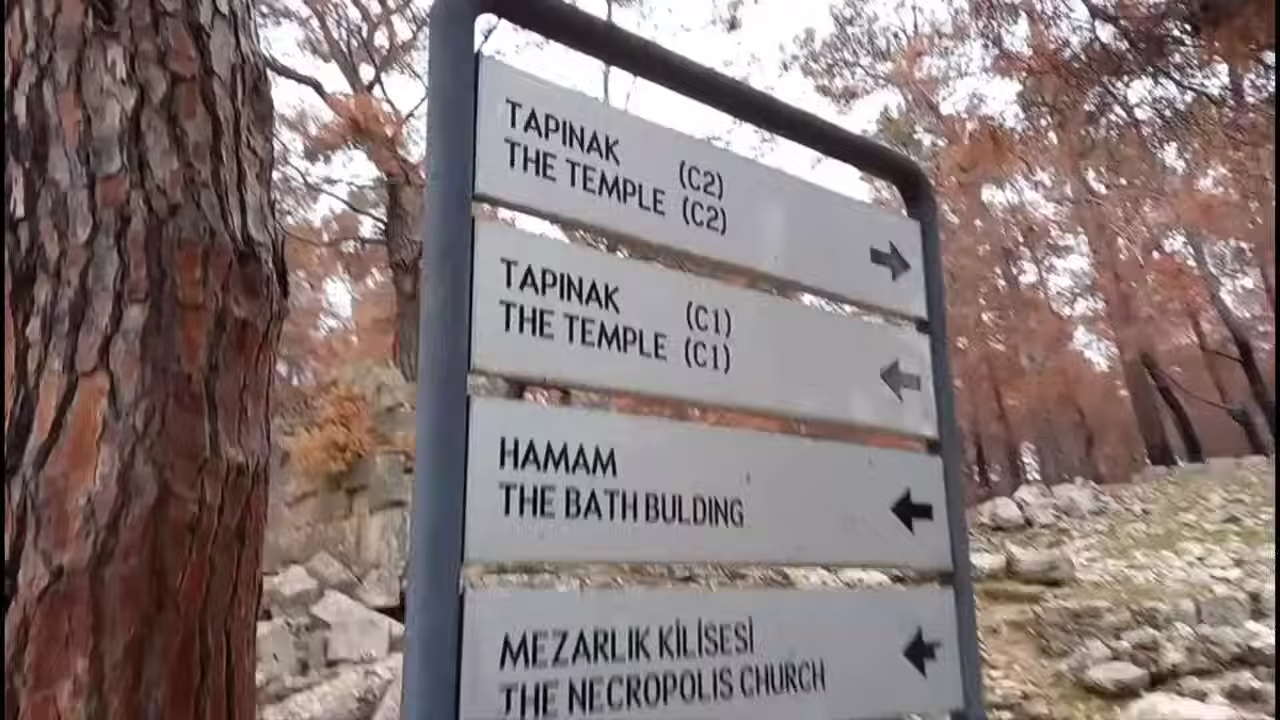 TAPINAK (C2)
THE TEMPLE (C2)
TAPINAK (C1)
THE TEMPLE (C1)
HAMAM
THE BATH BULDING
MEZARLIK KİLİSESİ
THE NECROPOLIS CHURCH